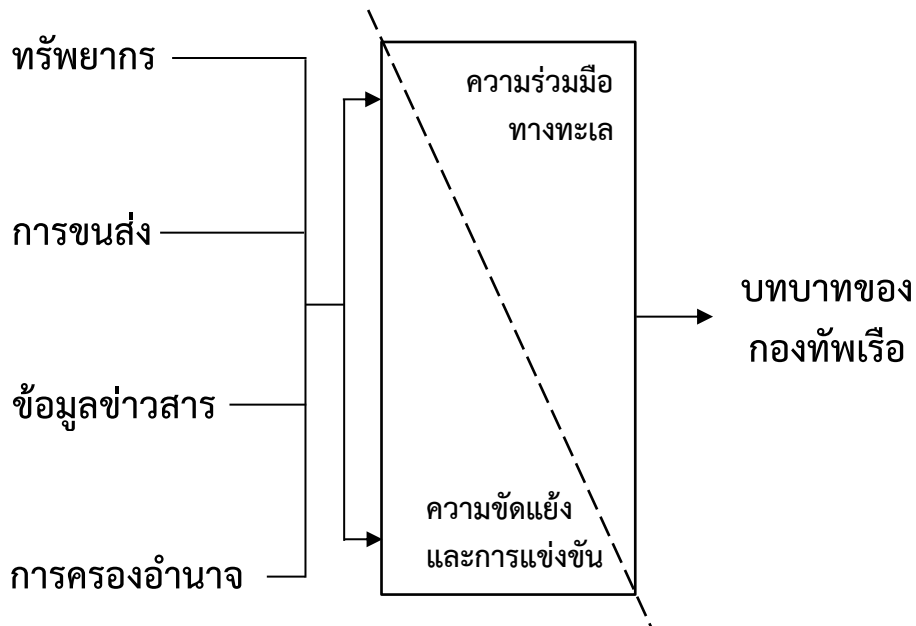 ทรัพยากร
การขนส่ง
ข้อมูลข่าวสาร
การครองอำนาจ
ความร่วมมือ
ทางทะเล
ความขัดแย้ง
และการแข่งขัน
บทบาทของ
กองทัพเรือ